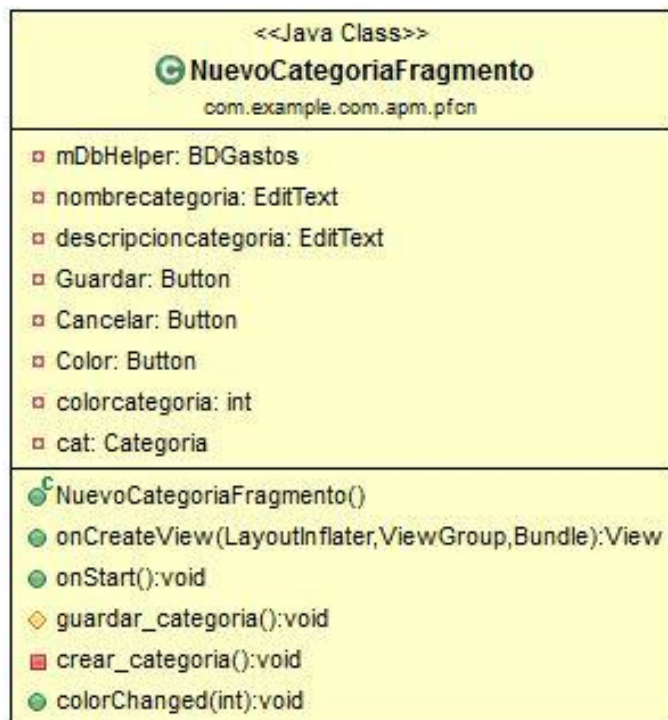 <<Java Class>>
NuevoCategoriaFragmento
com.example.com.apm.pfcn
mDbHelper: BDGastos
nombrecategoria: EditText
descripcioncategoria: EditText
Guardar: Button
Cancelar: Button
Color: Button
colorcategoria: int
cat: Categoria
NuevoCategoriaFragmento()
onCreateView(LayoutInflater,ViewGroup,Bundle):View
onStart():void
guardar_categoria():void
crear_categoria():void
colorChanged(int):void